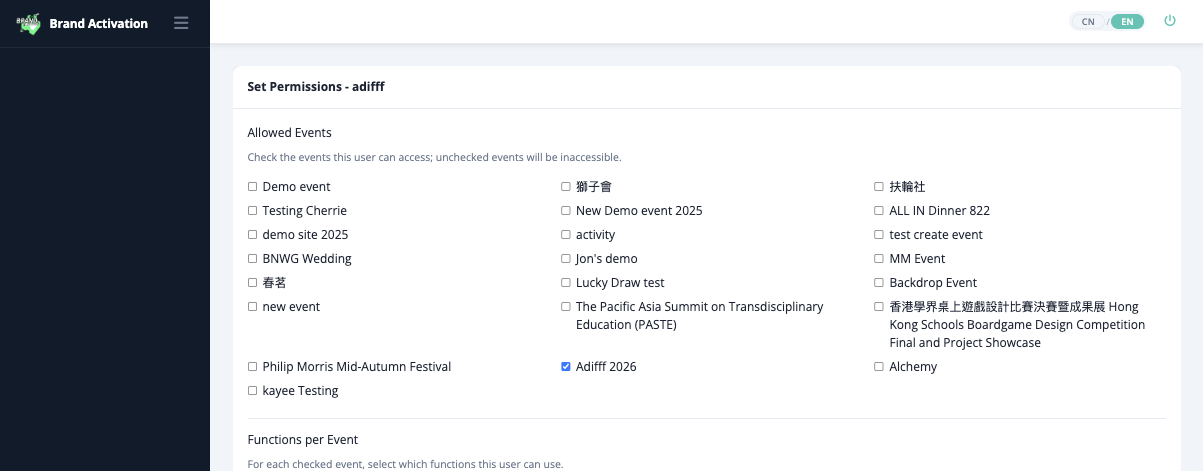 Brand Activation
CN / EN
Set Permissions - adifff
Allowed Events
Check the events this user can access; unchecked events will be inaccessible.
Demo event
獅子會
扶輪社
Testing Cherrie
New Demo event 2025
ALL IN Dinner 822
demo site 2025
activity
test create event
BNWG Wedding
Jon's demo
MM Event
春茗
Lucky Draw test
Backdrop Event
new event
The Pacific Asia Summit on Transdisciplinary
Education (PASTE)
香港學界桌上遊戲設計比賽決賽暨成果展 Hong
Kong Schools Boardgame Design Competition
Final and Project Showcase
Philip Morris Mid-Autumn Festival
Adifff 2026
Alchemy
kayee Testing
Functions per Event
For each checked event, select which functions this user can use.